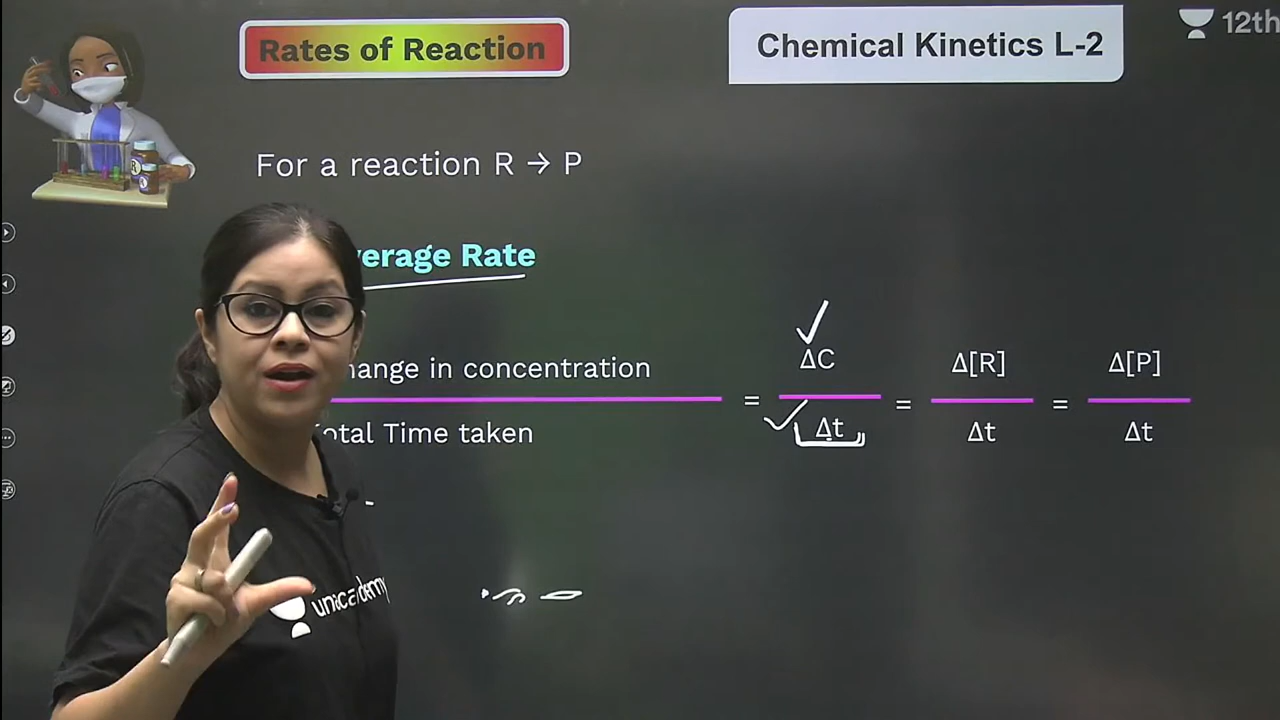 Rates of Reaction
Chemical Kinetics L-2
12th
For a reaction R → P
verage Rate
hange in concentration
otal Time taken
= ΔC / Δt = Δ[R] / Δt = Δ[P] / Δt
unacademy